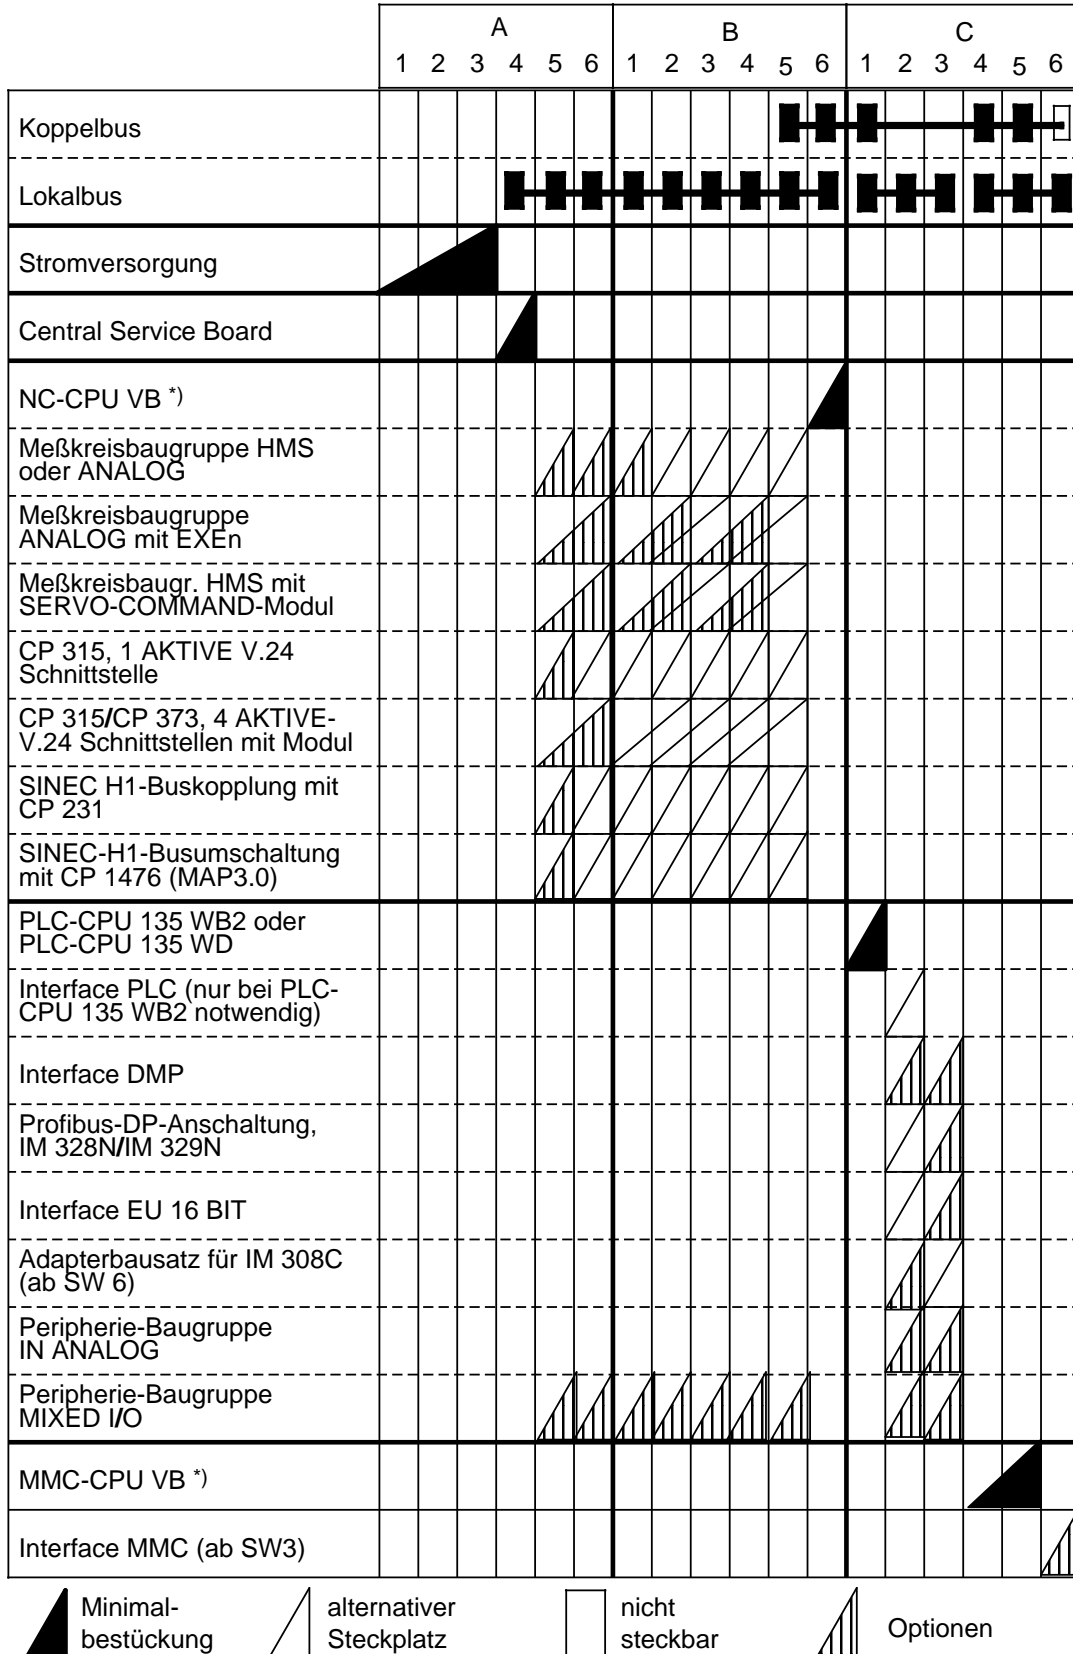 A B C
1 2 3 4 5 6 1 2 3 4 5 6 1 2 3 4 5 6
Koppelbus
Lokalbus
Stromversorgung
Central Service Board
NC-CPU VB *)
Meßkreisbaugruppe HMS
oder ANALOG
Meßkreisbaugruppe
ANALOG mit EXEn
Meßkreisbaugr. HMS mit
SERVO-COMMAND-Modul
CP 315, 1 AKTIVE V.24
Schnittstelle
CP 315/CP 373, 4 AKTIVE-
V.24 Schnittstellen mit Modul
SINEC H1-Buskopplung mit
CP 231
SINEC-H1-Busumschaltung
mit CP 1476 (MAP3.0)
PLC-CPU 135 WB2 oder
PLC-CPU 135 WD
Interface PLC (nur bei PLC-
CPU 135 WB2 notwendig)
Interface DMP
Profibus-DP-Anschaltung,
IM 328N/IM 329N
Interface EU 16 BIT
Adapterbausatz für IM 308C
(ab SW 6)
Peripherie-Baugruppe
IN ANALOG
Peripherie-Baugruppe
MIXED I/O
MMC-CPU VB *)
Interface MMC (ab SW3)
Minimal-
bestückung
alternativer
Steckplatz
nicht
steckbar
Optionen